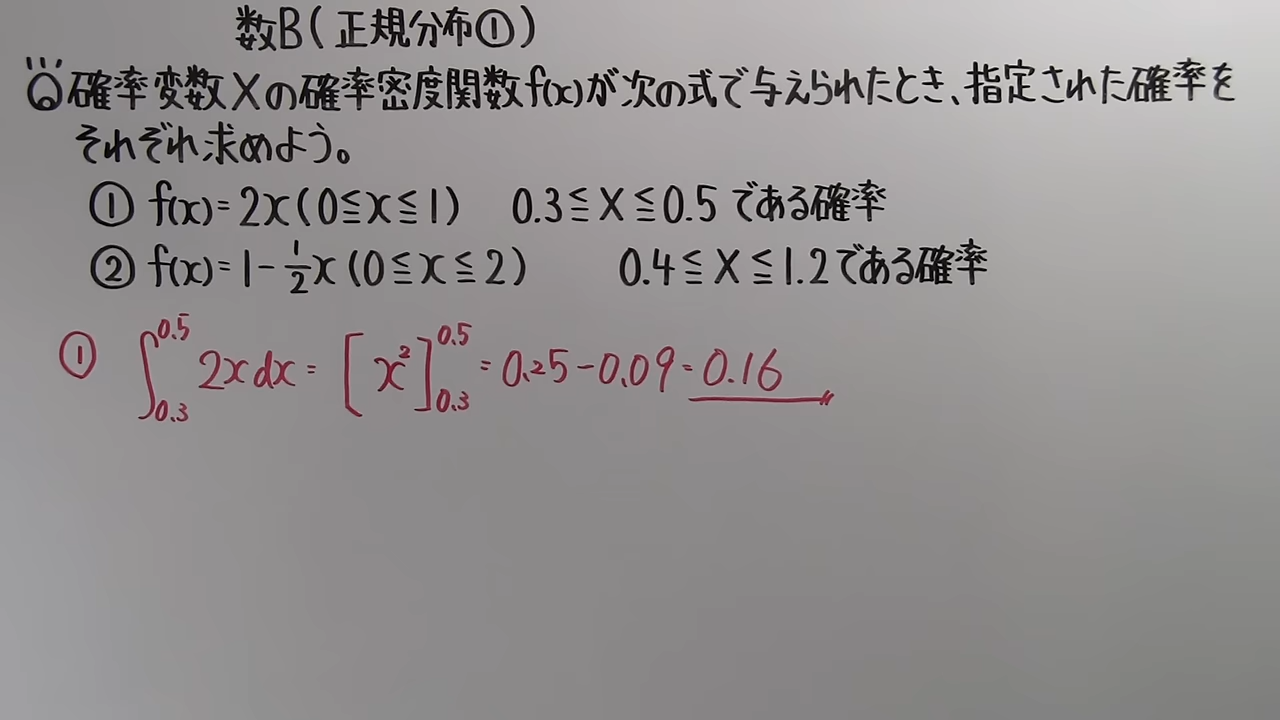 数B(正規分布①)
Q 確率変数Xの確率密度関数f(x)が次の式で与えられたとき、指定された確率を
それぞれ求めよう。
① f(x)=2x(0≦x≦1) 0.3≦X≦0.5である確率
② f(x)=1-1/2x(0≦x≦2) 0.4≦X≦1.2である確率
① ∫_{0.3}^{0.5} 2x dx = [x²]_{0.3}^{0.5} = 0.25-0.09=0.16